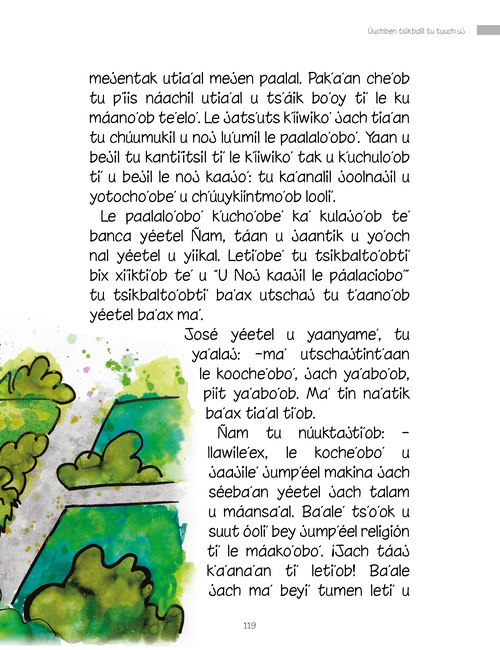 Úuchben tsikbalil tu tuuch uj
mejentak utia'al mejen paalal. Pak'a'an che'ob
tu p'iis náachil utia'al u ts'áik bo'oy ti' le ku
máano'ob te'elo'. Le jats'uts k'íiwiko' jach tia'an
tu chúumukil u noj lu'umil le paalalo'obo'. Yaan u
bejil tu kantíitsil ti' le k'íiwiko' tak u k'uchulo'ob
ti' u bejil le noj kaajo': tu ka'analil joolnajil u
yotocho'obe' u ch'úuykíintmo'ob looli'.
Le paalalo'obo' k'ucho'obe' ka' kulajo'ob te'
banca yéetel Ñam, táan u jaantik u yo'och
nal yéetel u yiikal. Leti'obe' tu tsikbalto'obti'
bix xíikti'ob te' u "U Noj kaajil le páalaciobo'"
tu tsikbalto'obti' ba'ax utschaj tu t'aano'ob
yéetel ba'ax ma'.
José yéetel u yaanyame', tu
ya'alaj: -ma' utschajtint'aan
le kooche'obo', jach ya'abo'ob,
píit ya'abo'ob. Ma' tin na'atik
ba'ax tia'al ti'ob.
Ñam tu núuktajti'ob: -
llawile'ex, le koche'obo' u
jaajile' jump'éel makina jach
séeba'an yéetel jach talam
u máansa'al. Ba'ale' ts'o'ok u
suut óoli' bey jump'éel religión
ti' le máako'obo'. ¡Jach táaj
k'a'ana'an ti' leti'ob! Ba'ale
jach ma' beyi' tumen leti' u
119